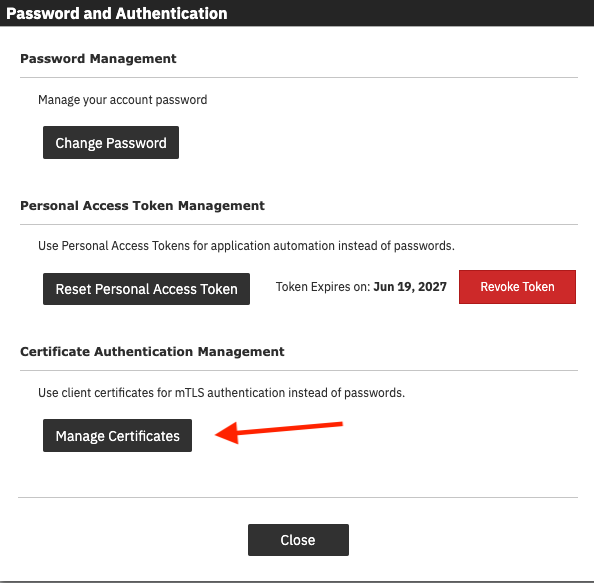 Password and Authentication
Password Management
Manage your account password
Change Password
Personal Access Token Management
Use Personal Access Tokens for application automation instead of passwords.
Reset Personal Access Token
Token Expires on: Jun 19, 2027
Revoke Token
Certificate Authentication Management
Use client certificates for mTLS authentication instead of passwords.
Manage Certificates
Close